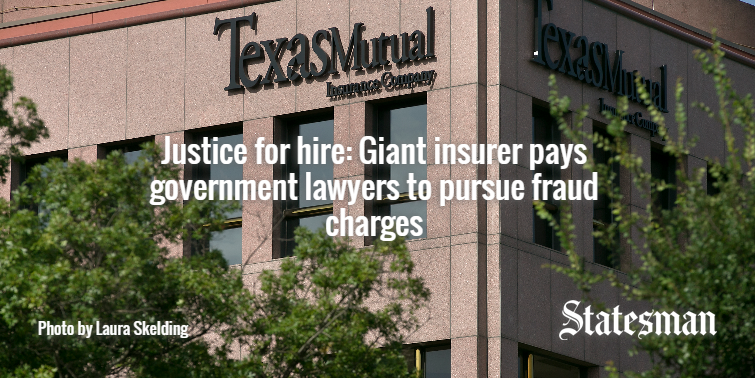 TexasMutual
Insurance Company
TexasMutual
Insurance Company
Justice for hire: Giant insurer pays
government lawyers to pursue fraud
charges
Photo by Laura Skelding
Statesman